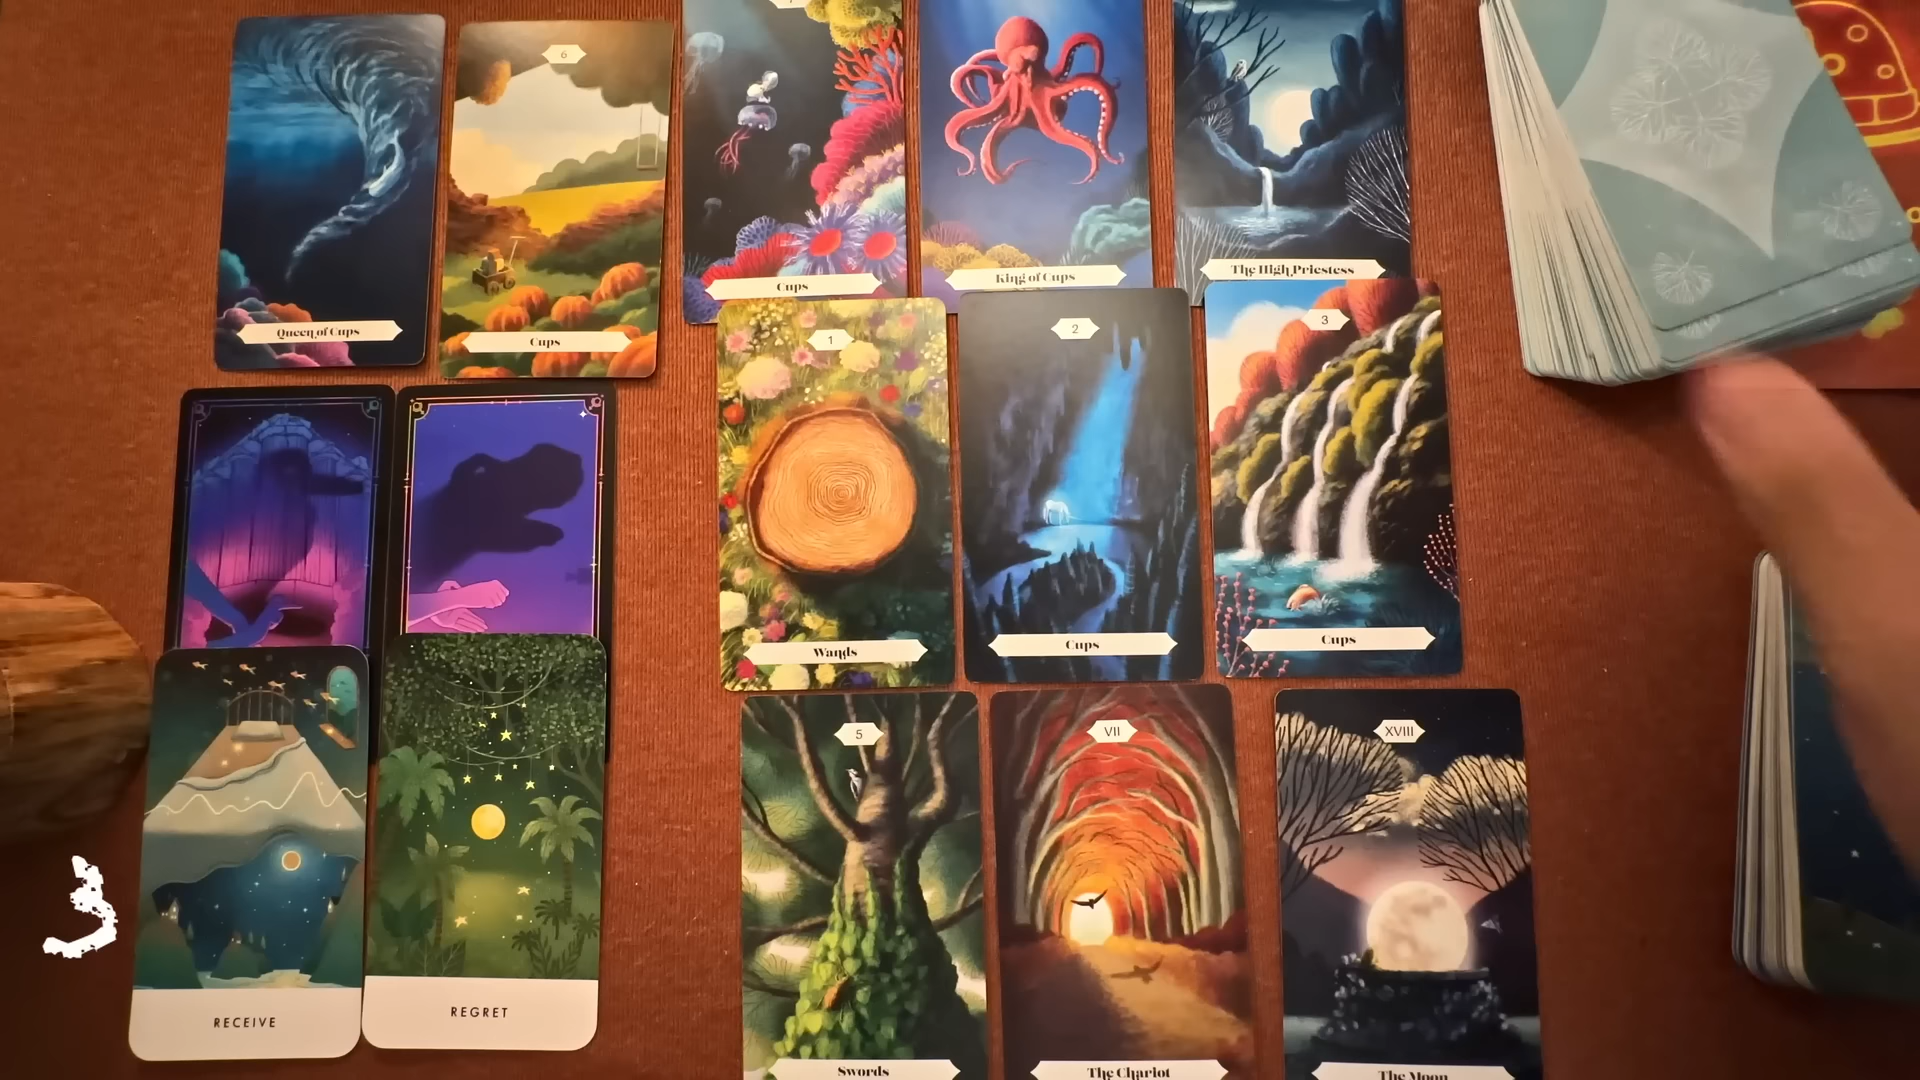 Queen of Cups
6
Cups
Cups
King of Cups
The High Priestess
1
Wands
2
Cups
3
Cups
5
Swords
VII
The Chariot
XVIII
The Moon
RECEIVE
REGRET
3